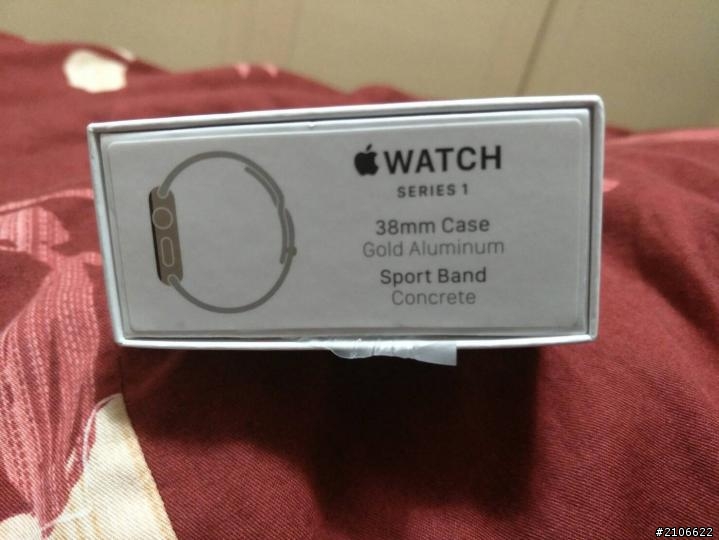 WATCH
SERIES 1
38mm Case
Gold Aluminum
Sport Band
Concrete
#2106622